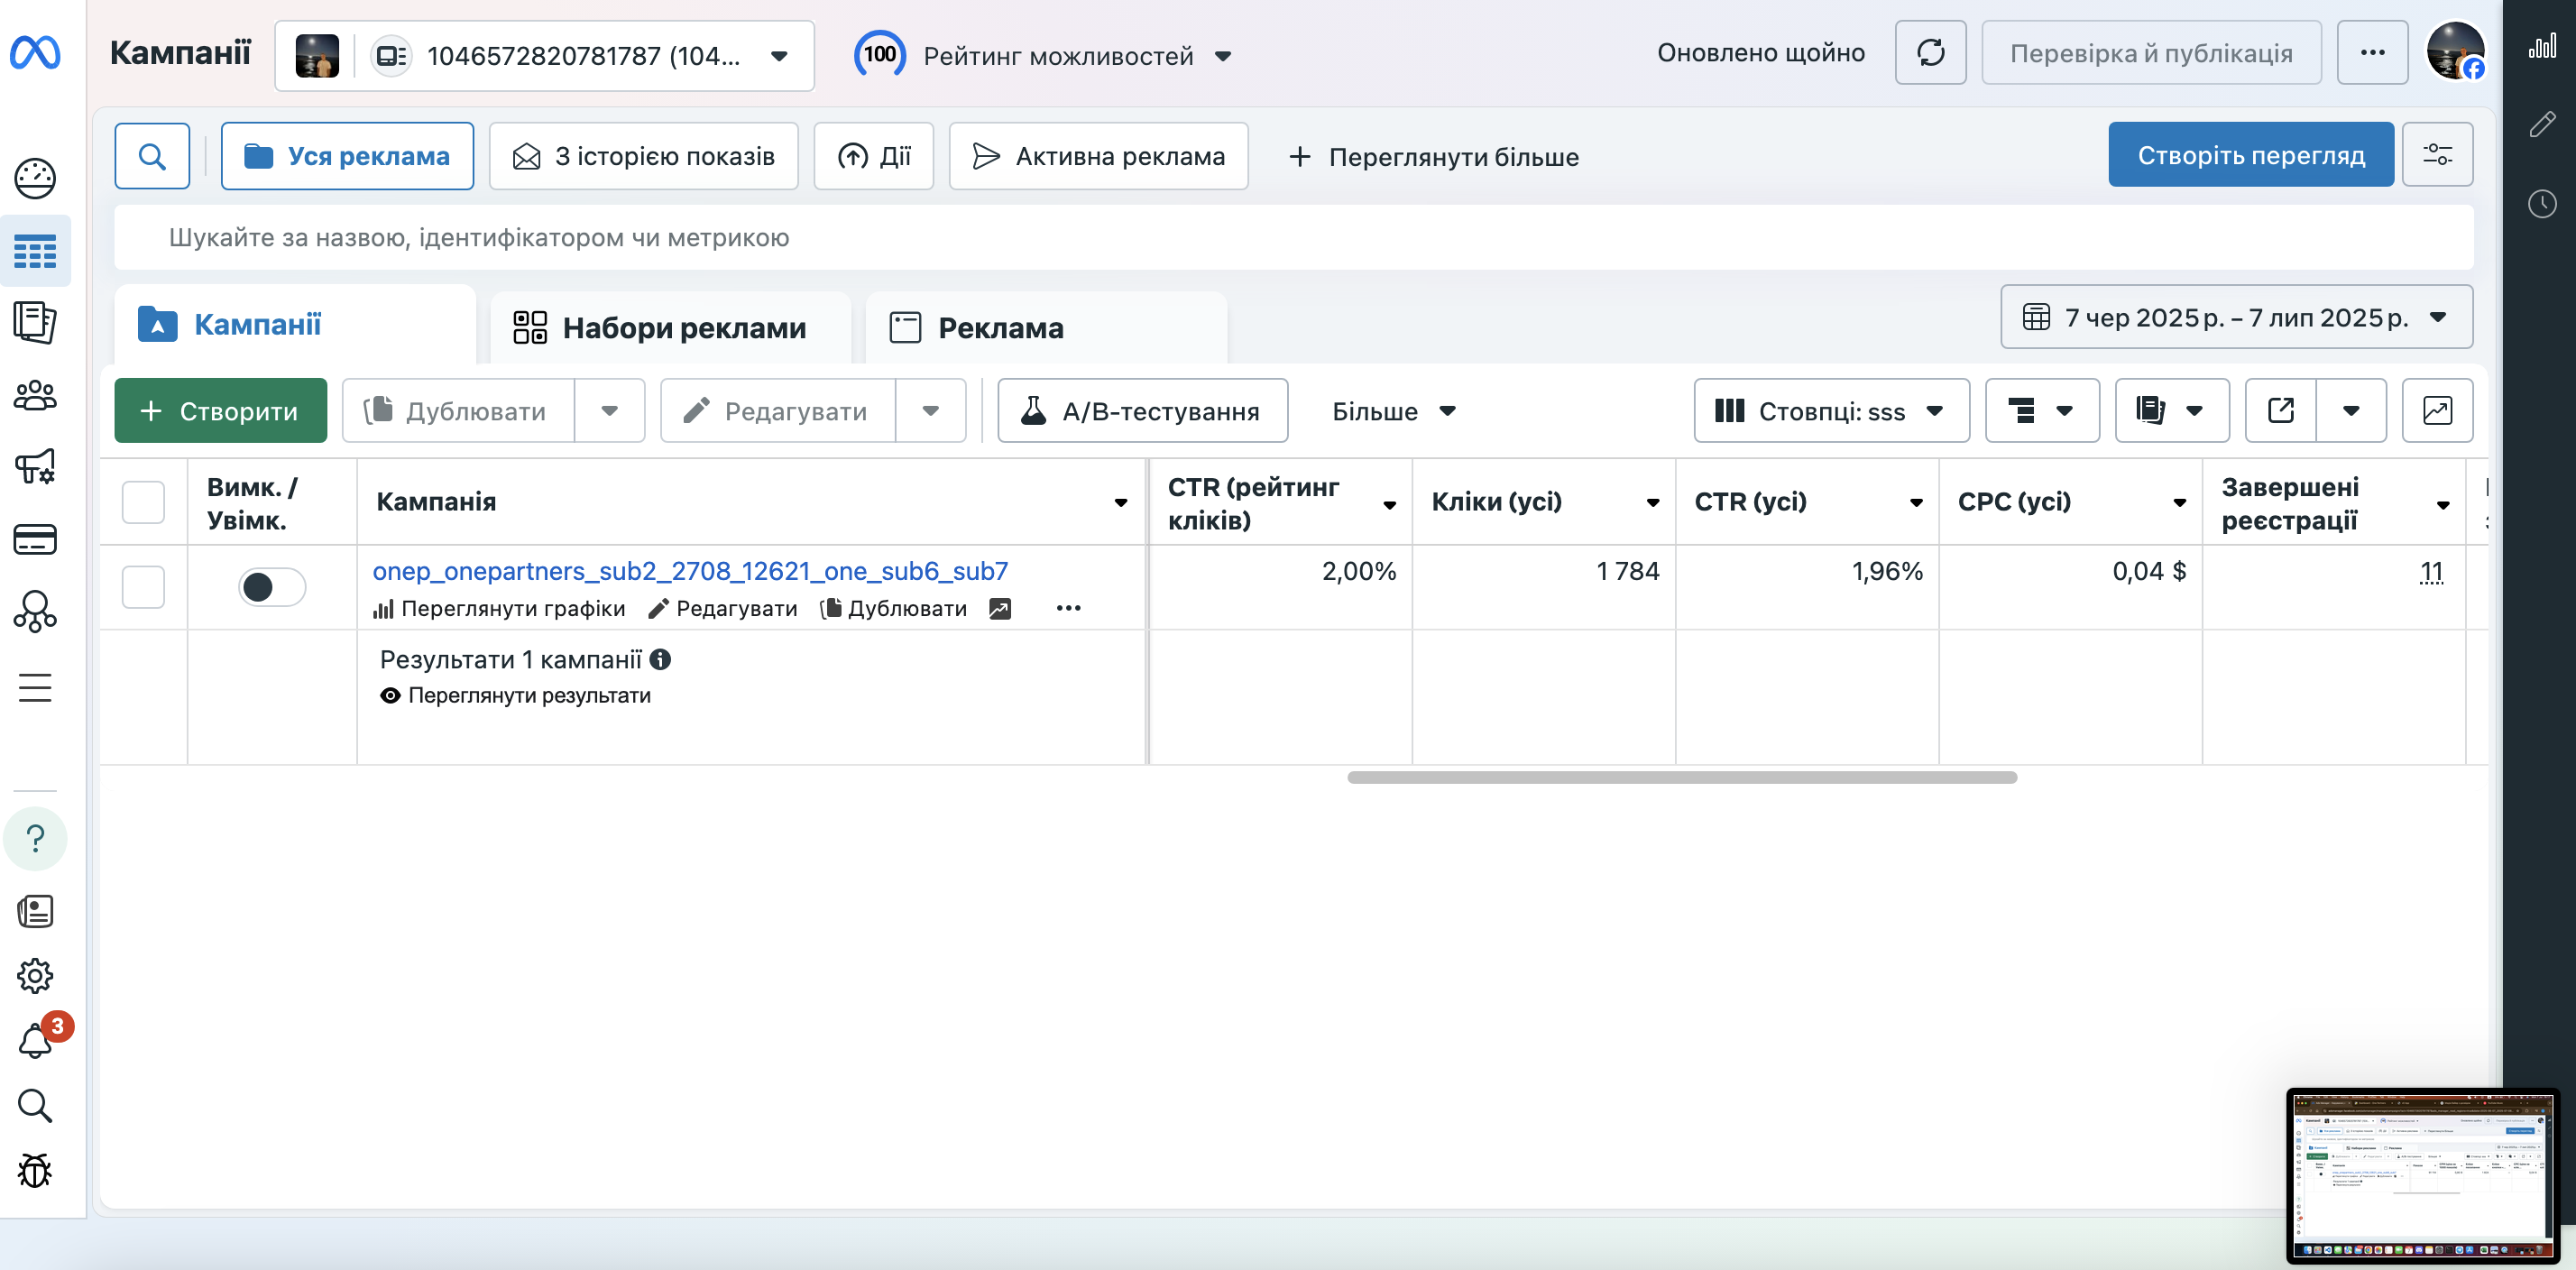 Кампанії
1046572820781787 (104...
100
Рейтинг можливостей
Оновлено щойно
Перевірка й публікація
Уся реклама
З історією показів
Дії
Активна реклама
Переглянути більше
Створіть перегляд
Шукайте за назвою, ідентифікатором чи метрикою
Кампанії
Набори реклами
Реклама
7 чер 2025 р. – 7 лип 2025 р.
Створити
Дублювати
Редагувати
A/B-тестування
Більше
Стовпці: sss
Вимк. / Увімк.
Кампанія
CTR (рейтинг кліків)
Кліки (усі)
CTR (усі)
CPC (усі)
Завершені реєстрації
onep_onepartners_sub2_2708_12621_one_sub6_sub7
2,00%
1 784
1,96%
0,04 $
11
Переглянути графіки
Редагувати
Дублювати
Результати 1 кампанії
Переглянути результати
3